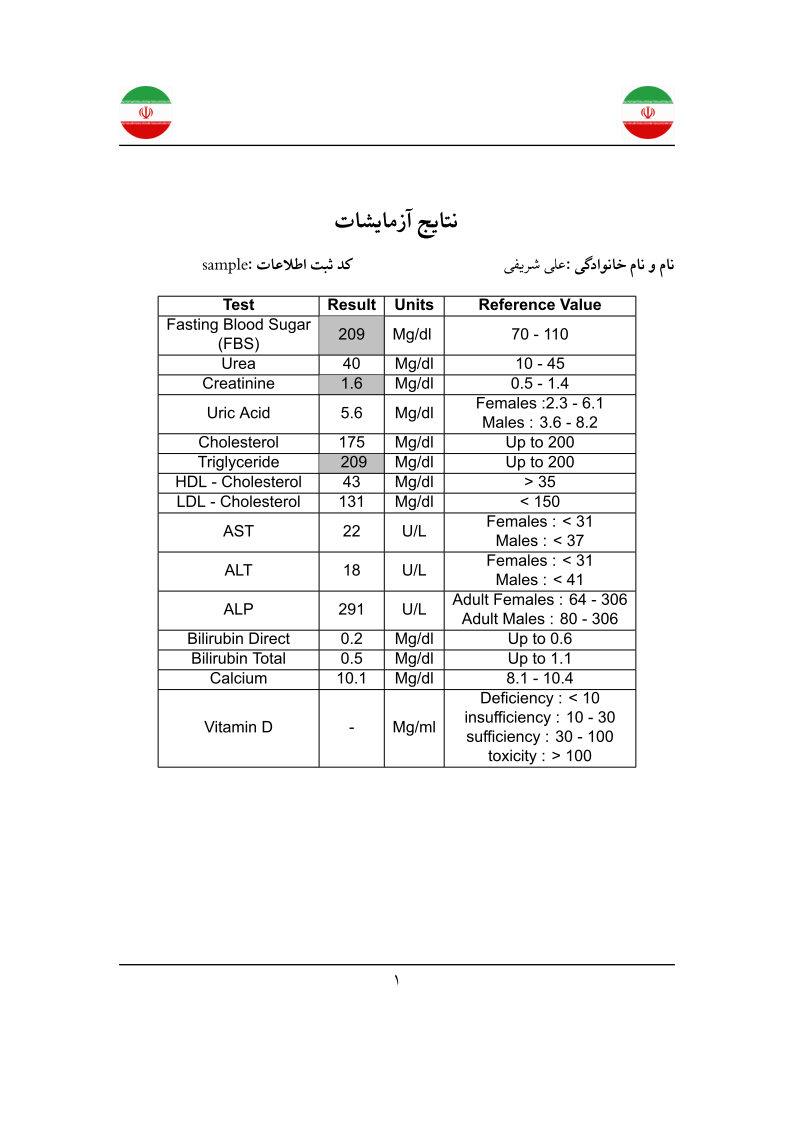 نتایج آزمایشات
نام و نام خانوادگی :علی شریفی کد ثبت اطلاعات :sample
Test Result Units Reference Value
Fasting Blood Sugar
(FBS) 209 Mg/dl 70 - 110
Urea 40 Mg/dl 10 - 45
Creatinine 1.6 Mg/dl 0.5 - 1.4
Uric Acid 5.6 Mg/dl Females :2.3 - 6.1
Males : 3.6 - 8.2
Cholesterol 175 Mg/dl Up to 200
Triglyceride 209 Mg/dl Up to 200
HDL - Cholesterol 43 Mg/dl > 35
LDL - Cholesterol 131 Mg/dl < 150
AST 22 U/L Females : < 31
Males : < 37
ALT 18 U/L Females : < 31
Males : < 41
ALP 291 U/L Adult Females : 64 - 306
Adult Males : 80 - 306
Bilirubin Direct 0.2 Mg/dl Up to 0.6
Bilirubin Total 0.5 Mg/dl Up to 1.1
Calcium 10.1 Mg/dl 8.1 - 10.4
Vitamin D - Mg/ml Deficiency : < 10
insufficiency : 10 - 30
sufficiency : 30 - 100
toxicity : > 100
۱